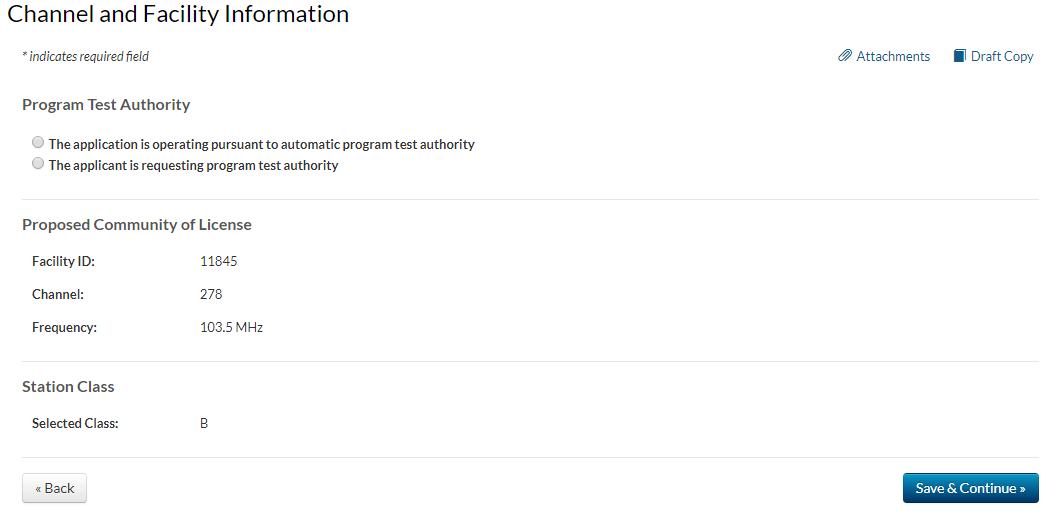 Channel and Facility Information
* indicates required field
Attachments
Draft Copy
Program Test Authority
The application is operating pursuant to automatic program test authority
The applicant is requesting program test authority
Proposed Community of License
Facility ID: 11845
Channel: 278
Frequency: 103.5 MHz
Station Class
Selected Class: B
« Back
Save & Continue »